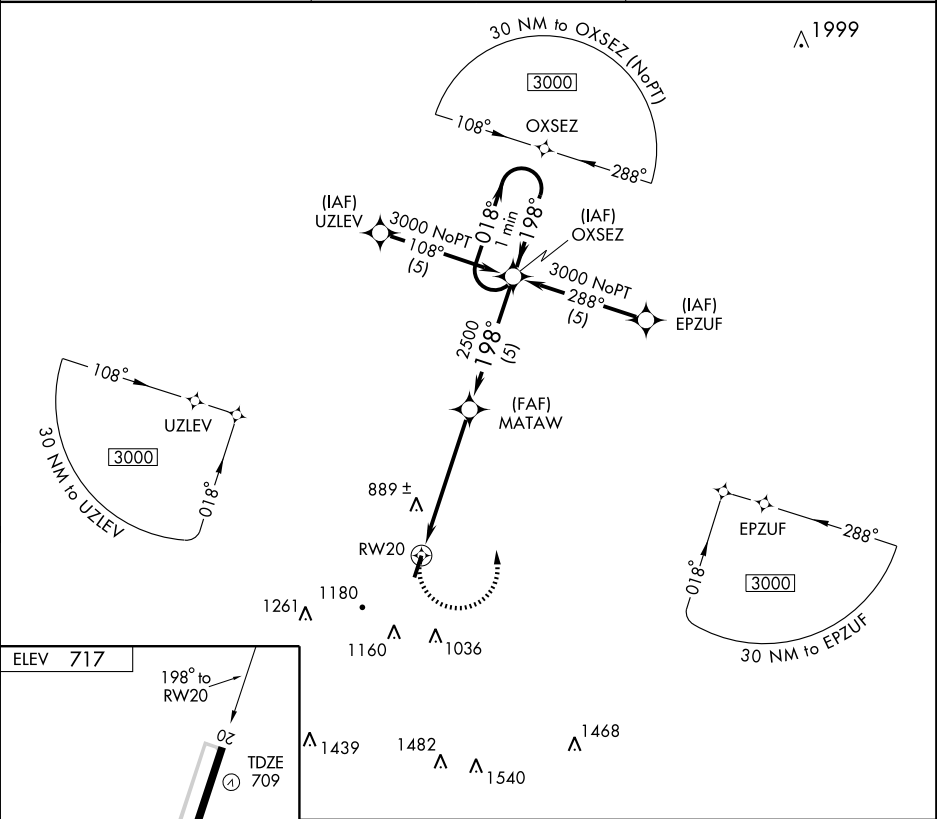 1999
30 NM to OXSEZ (NoPT)
3000
OXSEZ
108°
288°
(IAF)
UZLEV
3000 NoPT
108°
(5)
018°
1 min
198°
(IAF)
OXSEZ
3000 NoPT
288°
(5)
(IAF)
EPZUF
2500
198°
(5)
(FAF)
MATAW
108°
UZLEV
3000
018°
30 NM to UZLEV
889 ±
RW20
EPZUF
288°
018°
3000
30 NM to EPZUF
1261
1180
1160
1036
ELEV 717
198° to
RW20
20
TDZE
709
1439
1482
1540
1468